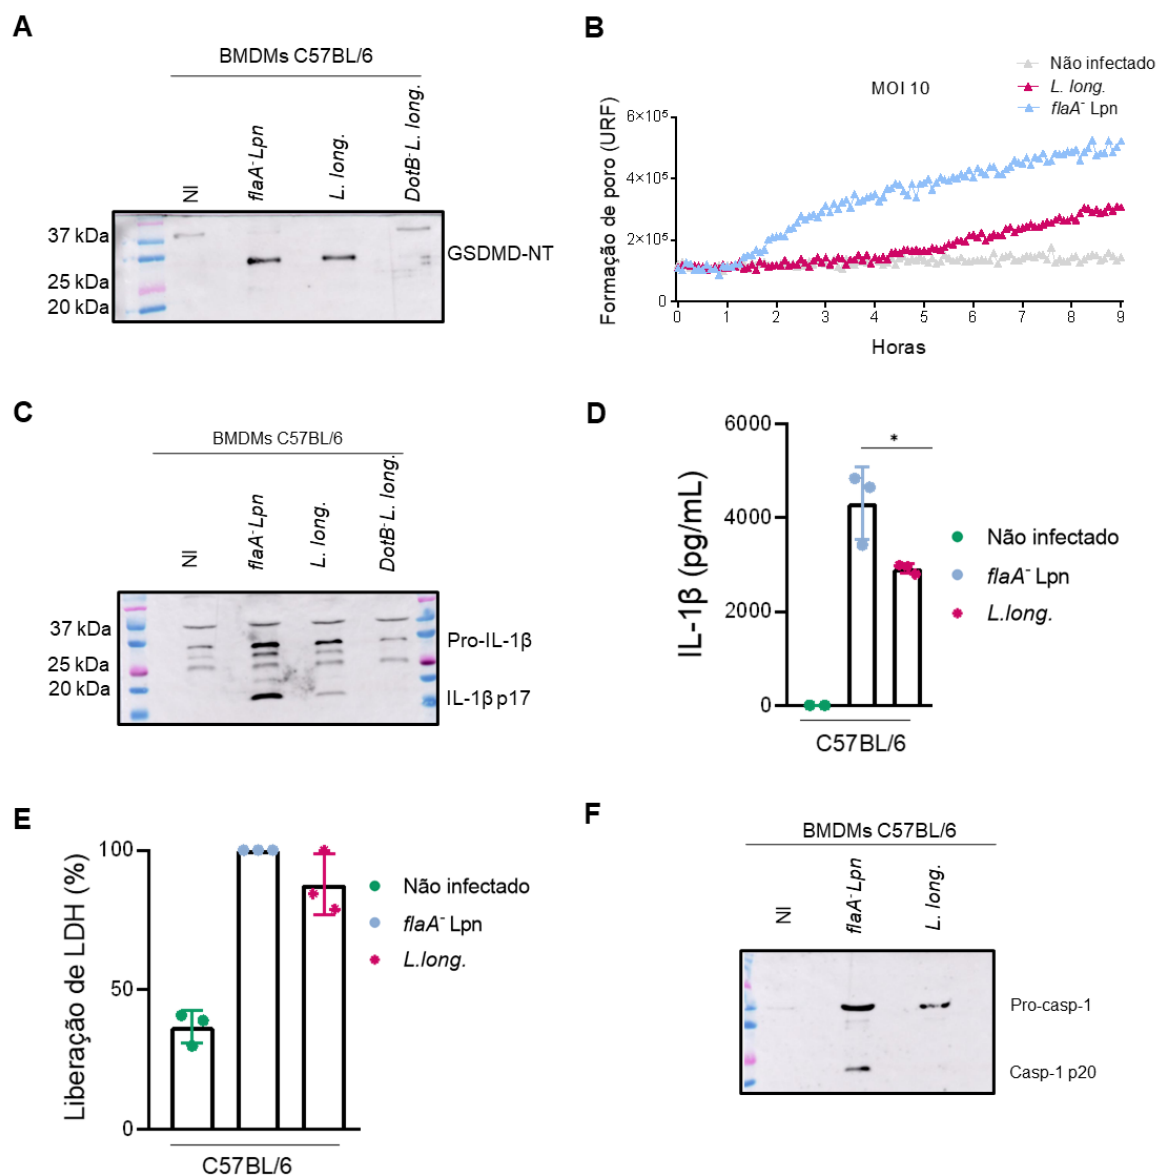 A
BMDMs C57BL/6
NI
flaA- Lpn
L. long.
DotB- L. long.
37 kDa
25 kDa
20 kDa
GSDMD-NT
B
Não infectado
L. long.
flaA- Lpn
MOI 10
Formação de poro (URF)
6×10⁵
4×10⁵
2×10⁵
0
0 1 2 3 4 5 6 7 8 9
Horas
C
BMDMs C57BL/6
NI
flaA- Lpn
L. long.
DotB- L. long.
37 kDa
25 kDa
20 kDa
Pro-IL-1β
IL-1β p17
D
IL-1β (pg/mL)
6000
4000
2000
0
*
C57BL/6
Não infectado
flaA- Lpn
L.long.
E
Liberação de LDH (%)
100
50
0
C57BL/6
Não infectado
flaA- Lpn
L.long.
F
BMDMs C57BL/6
NI
flaA- Lpn
L. long.
Pro-casp-1
Casp-1 p20